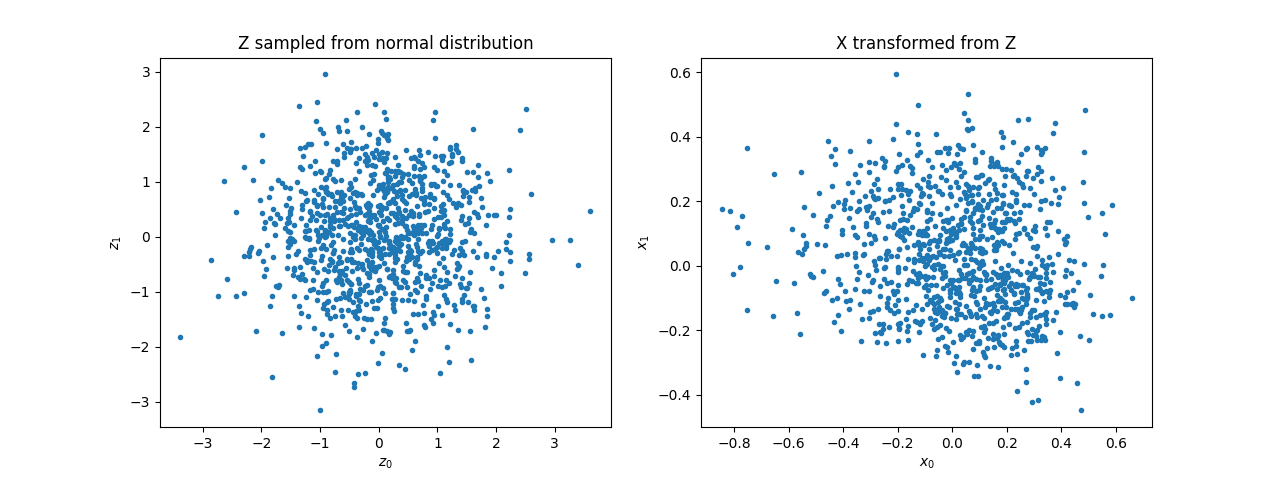 Z sampled from normal distribution
3
2
1
0
−1
−2
−3
z1
−3 −2 −1 0 1 2 3
z0
X transformed from Z
0.6
0.4
0.2
0.0
−0.2
−0.4
x1
−0.8 −0.6 −0.4 −0.2 0.0 0.2 0.4 0.6
x0